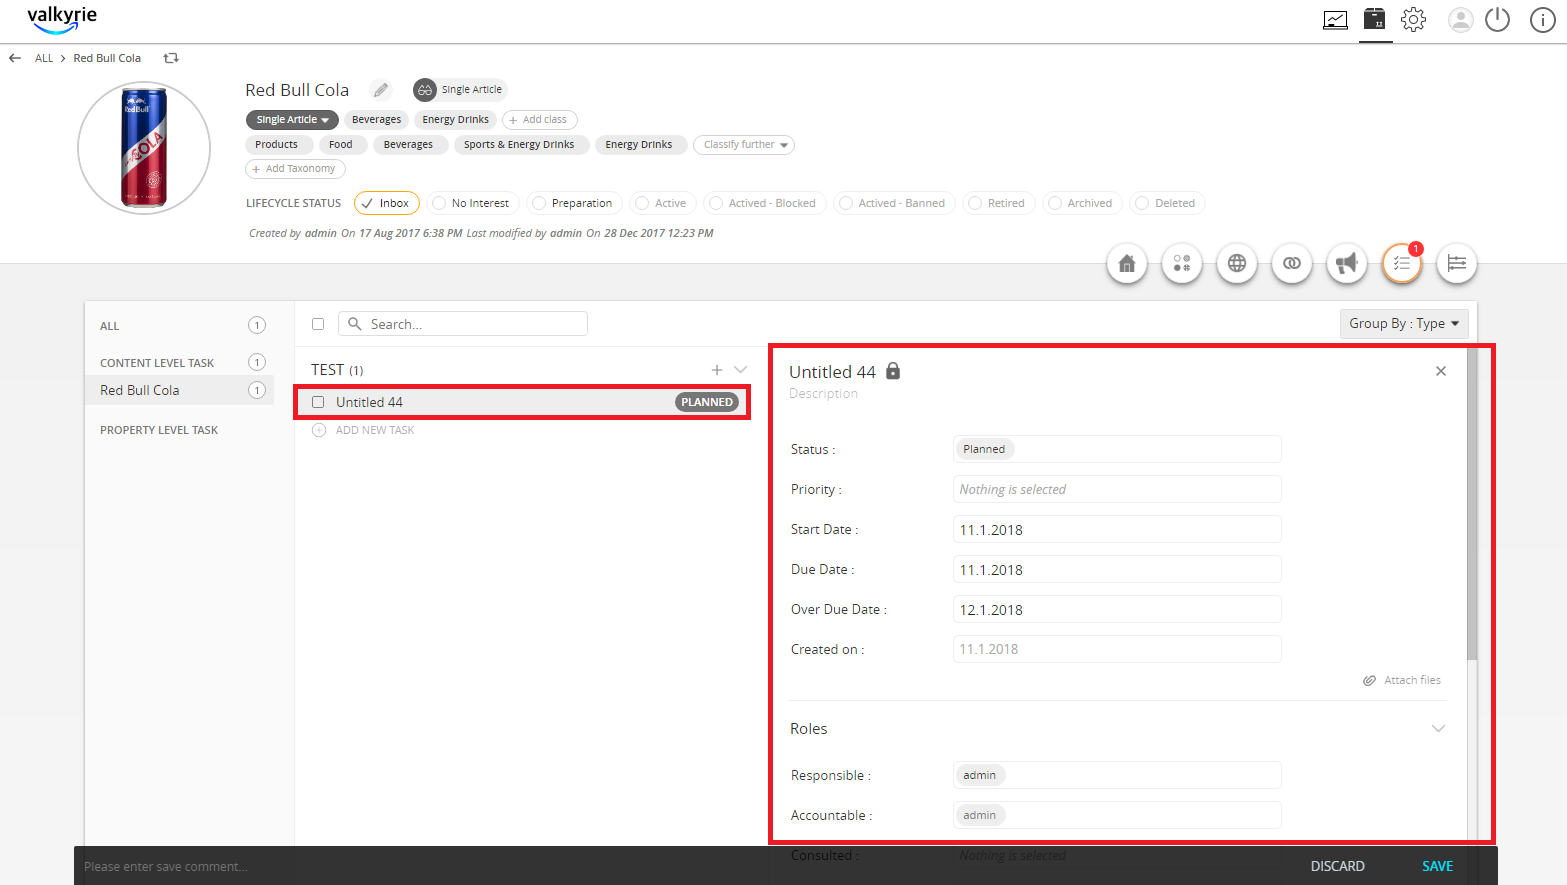 valkyrie
ALL > Red Bull Cola
Red Bull Cola Single Article
Single Article Beverages Energy Drinks + Add class
Products Food Beverages Sports & Energy Drinks Energy Drinks Classify further
+ Add Taxonomy
LIFECYCLE STATUS Inbox No Interest Preparation Active Actived - Blocked Actived - Banned Retired Archived Deleted
Created by admin On 17 Aug 2017 6:38 PM Last modified by admin On 28 Dec 2017 12:23 PM
RedBull
COLA
1
ALL 1
CONTENT LEVEL TASK 1
Red Bull Cola 1
PROPERTY LEVEL TASK
Search...
Group By : Type
TEST (1)
Untitled 44 PLANNED
ADD NEW TASK
Untitled 44
Description
Status : Planned
Priority : Nothing is selected
Start Date : 11.1.2018
Due Date : 11.1.2018
Over Due Date : 12.1.2018
Created on : 11.1.2018
Attach files
Roles
Responsible : admin
Accountable : admin
Consulted : Nothing is selected
Please enter save comment... DISCARD SAVE